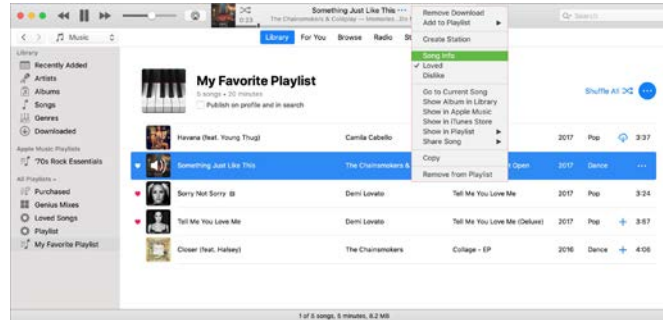 Something Just Like This ···
0:23
The Chainsmokers & Coldplay — Memories...Do
Search
Music
Library
For You
Browse
Radio
Remove Download
Add to Playlist
Create Station
Song Info
Loved
Dislike
Go to Current Song
Show Album in Library
Show in Apple Music
Show in iTunes Store
Show in Playlist
Share Song
Copy
Remove from Playlist
Library
Recently Added
Artists
Albums
Songs
Genres
Downloaded
Apple Music Playlists
'70s Rock Essentials
All Playlists
Purchased
Genius Mixes
Loved Songs
Playlist
My Favorite Playlist
My Favorite Playlist
5 songs • 20 minutes
Publish on profile and in search
Shuffle All
Havana (feat. Young Thug) Camila Cabello 2017 Pop 3:37
Something Just Like This The Chainsmokers & Open 2017 Dance
Sorry Not Sorry Demi Lovato Tell Me You Love Me 2017 Pop 3:24
Tell Me You Love Me Demi Lovato Tell Me You Love Me (Deluxe) 2017 Pop 3:57
Closer (feat. Halsey) The Chainsmokers Collage - EP 2016 Dance 4:06
1 of 5 songs, 5 minutes, 8.2 MB